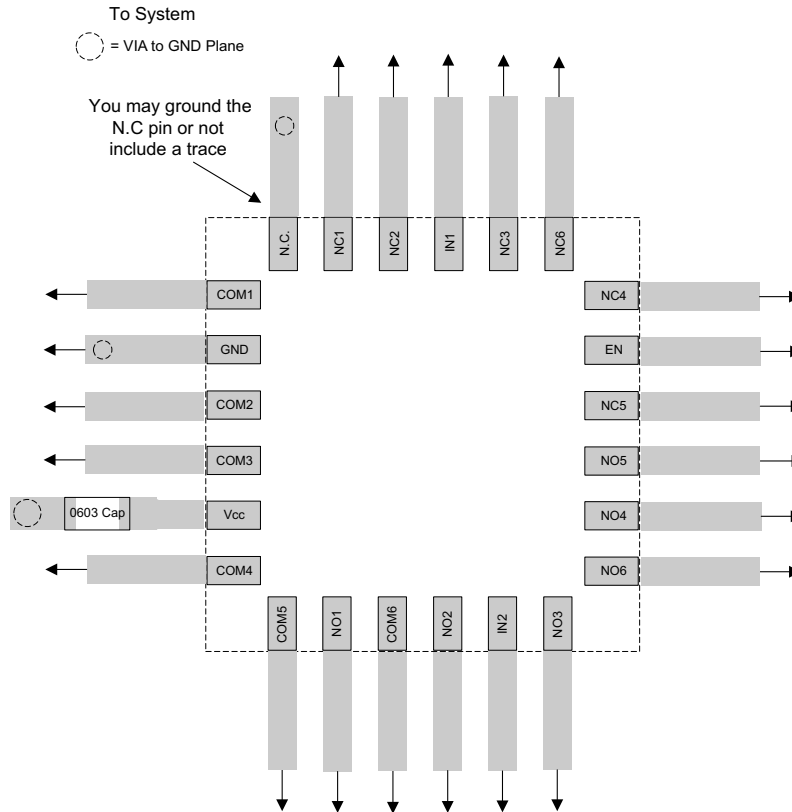 To System
= VIA to GND Plane
You may ground the
N.C pin or not
include a trace
N.C.
NC1
NC2
IN1
NC3
NC6
COM1
NC4
GND
EN
COM2
NC5
COM3
NO5
0603 Cap
Vcc
NO4
COM4
NO6
COM5
NO1
COM6
NO2
IN2
NO3